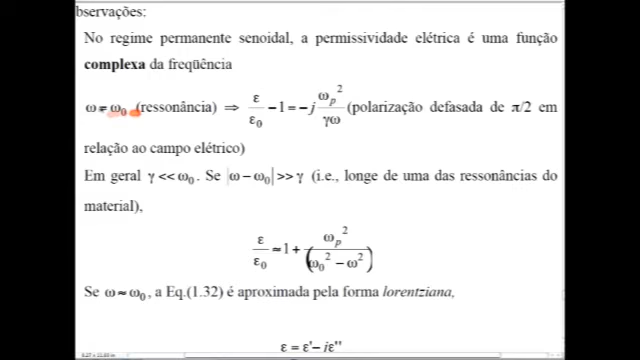 bservações:
No regime permanente senoidal, a permissividade elétrica é uma função
complexa da freqüência
ω = ω₀ (ressonância) ⇒ ε/ε₀ − 1 = −j ωₚ²/γω (polarização defasada de π/2 em
relação ao campo elétrico)
Em geral γ << ω₀. Se |ω − ω₀| >> γ (i.e., longe de uma das ressonâncias do
material),
ε/ε₀ ≈ 1 + ωₚ²/(ω₀² − ω²)
Se ω ≈ ω₀, a Eq.(1.32) é aproximada pela forma lorentziana,
ε = ε' − jε''